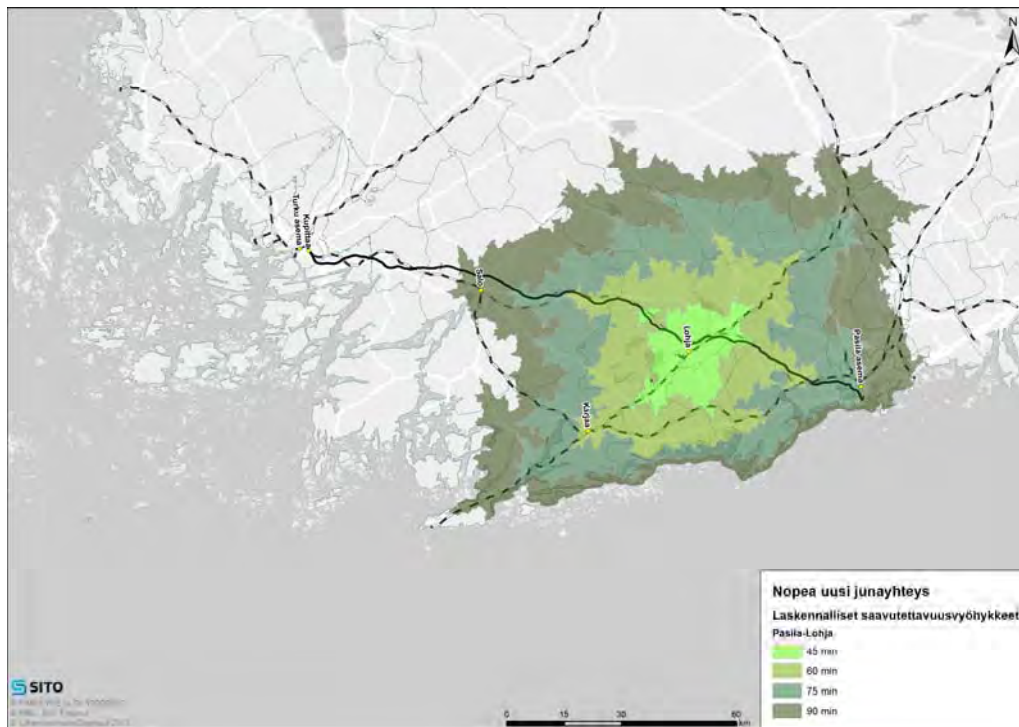 N
Turku asema
Kupittaa
Salo
Lohja
Karjaa
Pasila asema
Nopea uusi junayhteys
Laskennalliset saavutettavuusvyöhykkeet
Pasila-Lohja
45 min
60 min
75 min
90 min
SITO
0 15 30 60
km